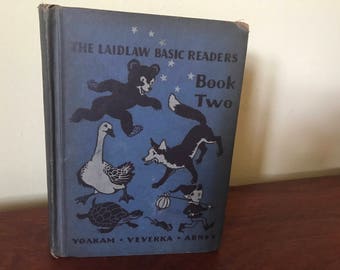 THE LAIDLAW BASIC READERS
Book
Two
YOAKAM · VEVERKA · ABNEY